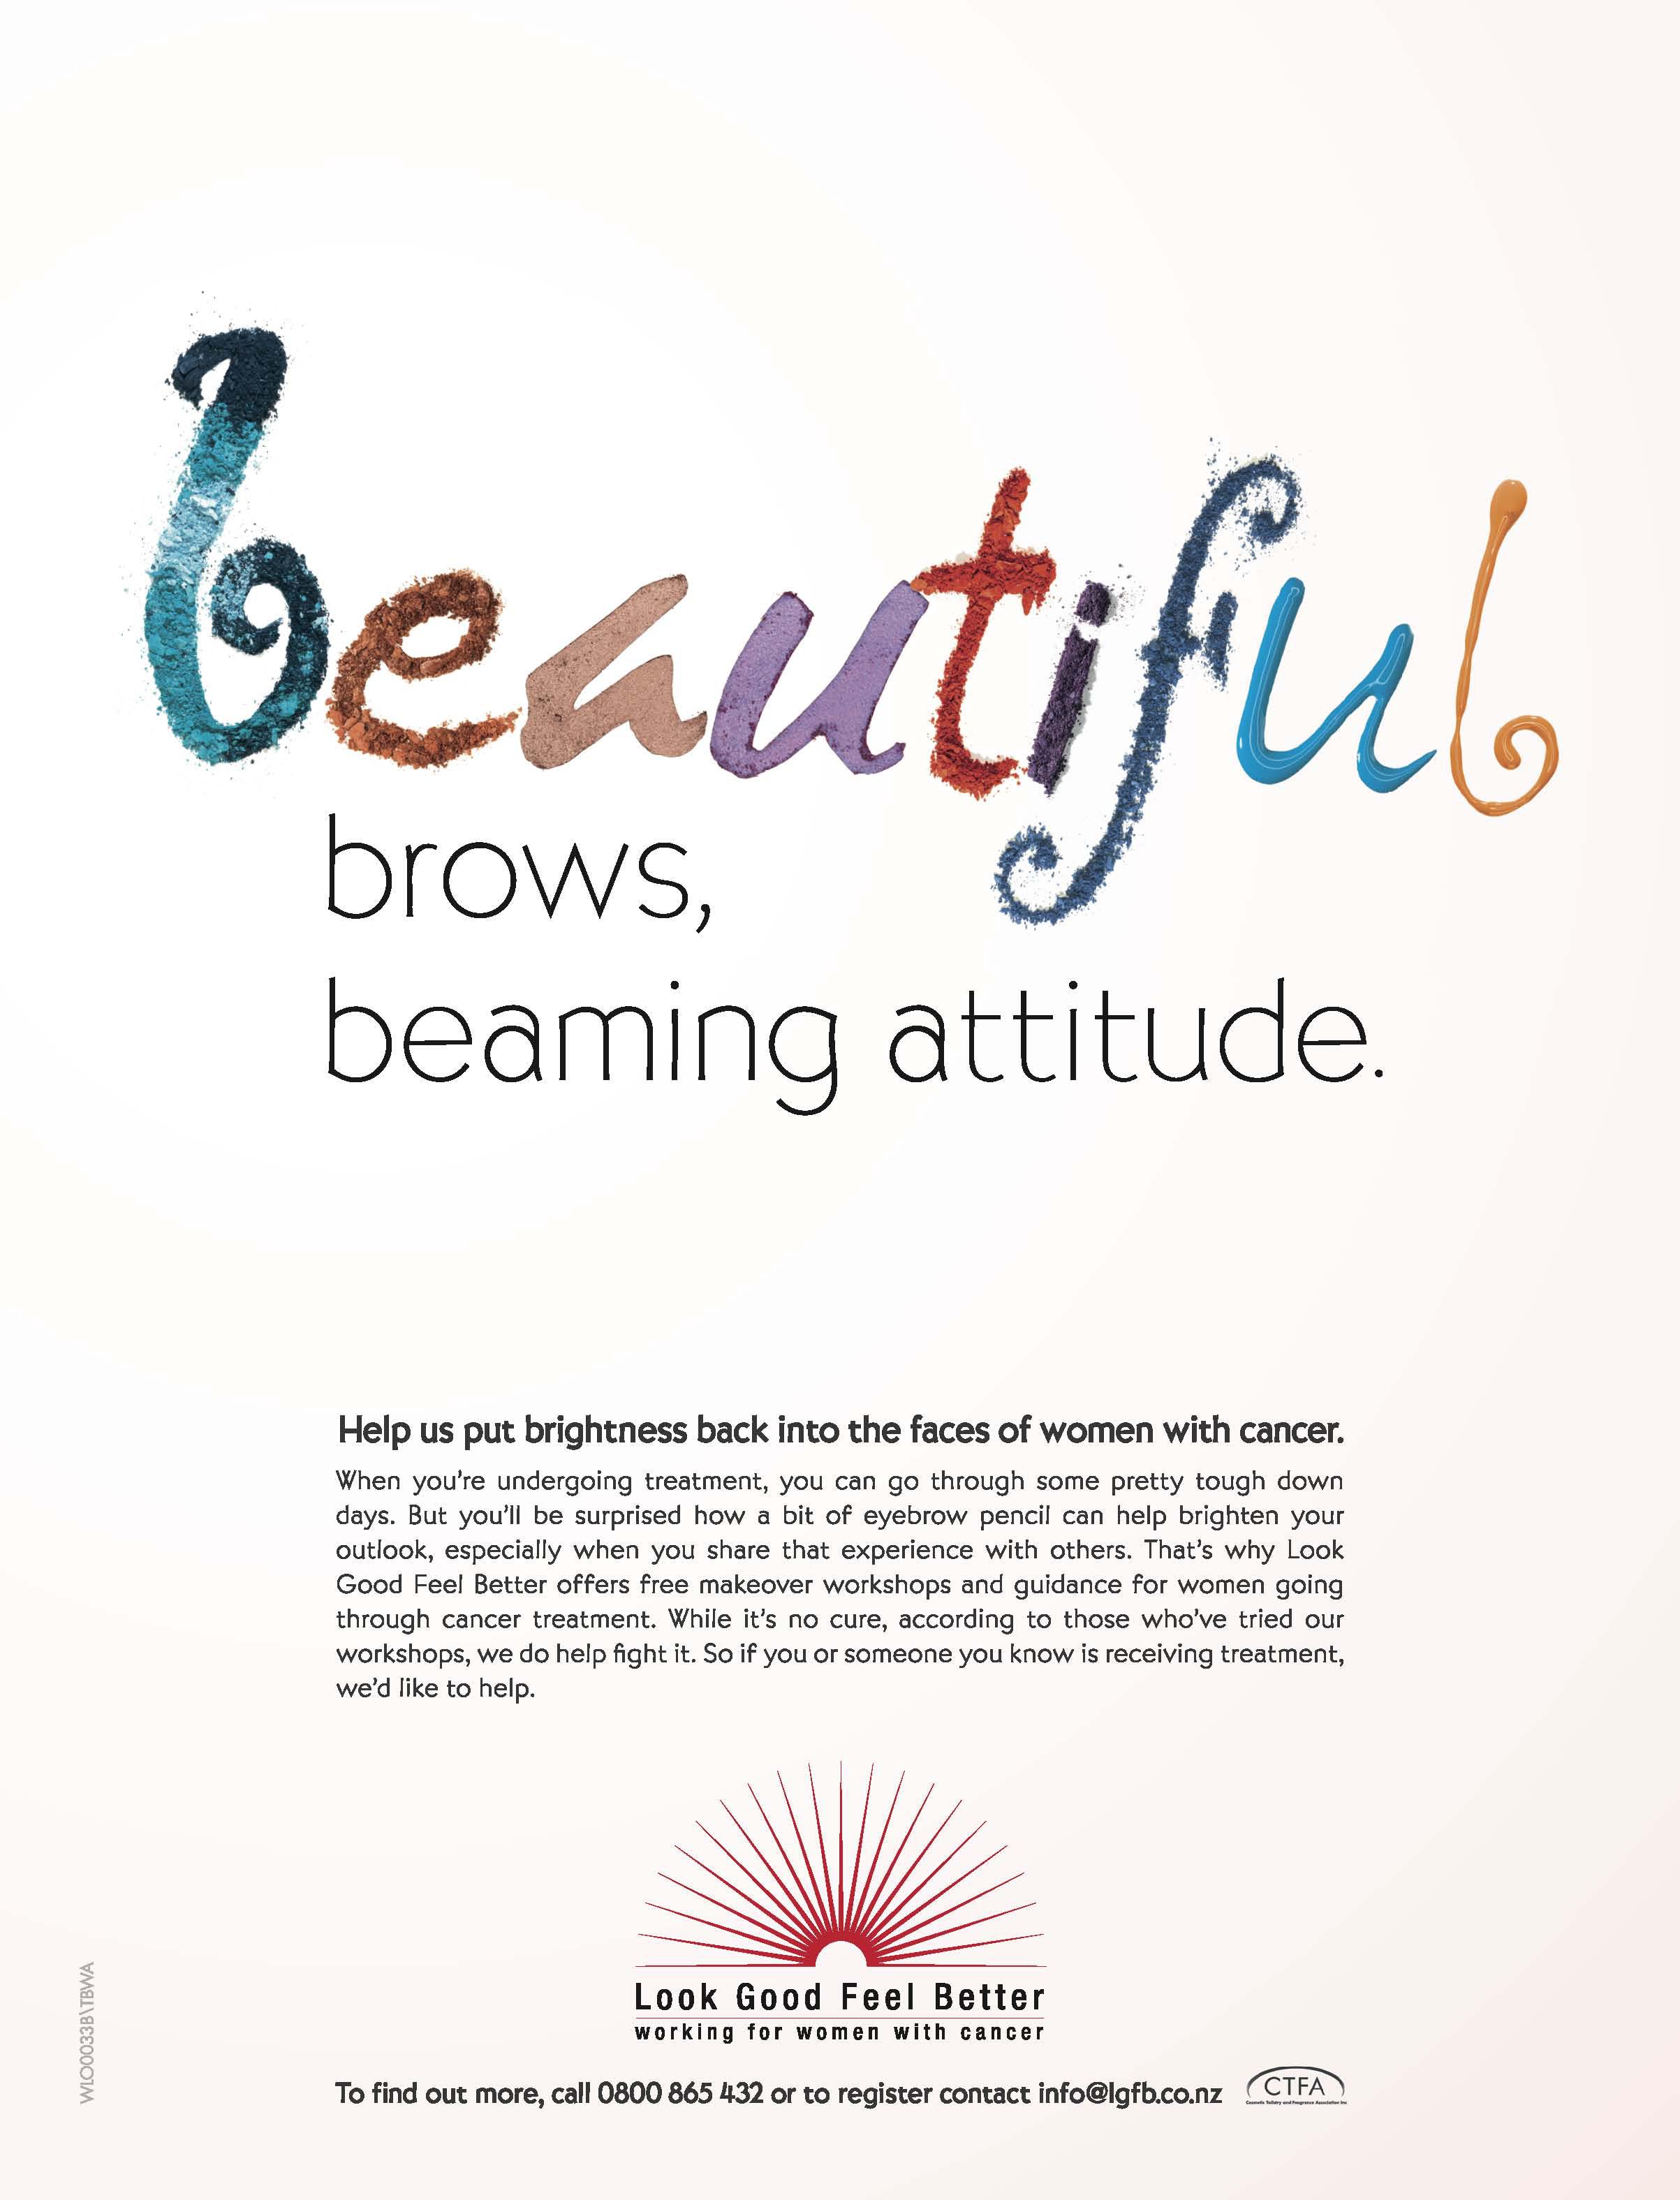 beautiful
brows,
beaming attitude.
Help us put brightness back into the faces of women with cancer.
When you're undergoing treatment, you can go through some pretty tough down
days. But you'll be surprised how a bit of eyebrow pencil can help brighten your
outlook, especially when you share that experience with others. That's why Look
Good Feel Better offers free makeover workshops and guidance for women going
through cancer treatment. While it's no cure, according to those who've tried our
workshops, we do help fight it. So if you or someone you know is receiving treatment,
we'd like to help.
Look Good Feel Better
working for women with cancer
To find out more, call 0800 865 432 or to register contact info@lgfb.co.nz
CTFA
Cosmetic Toiletry and Fragrance Association Inc
WLO0033B\TBWA